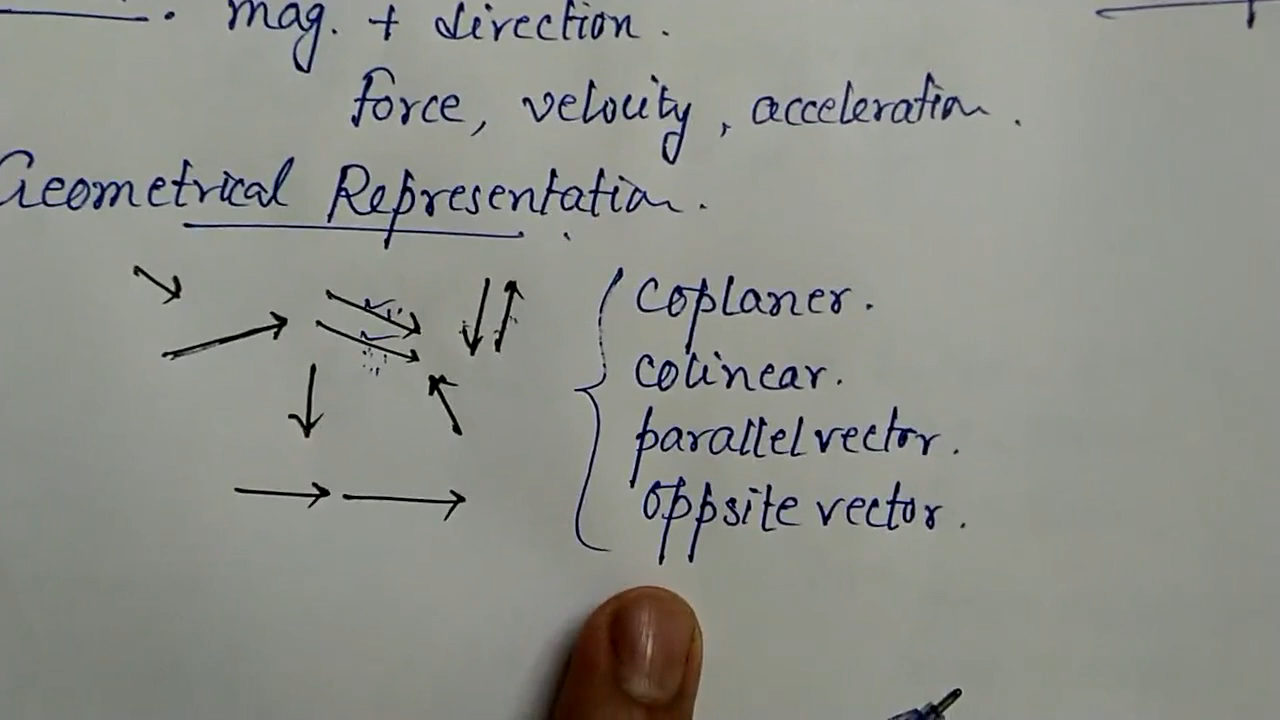 mag. + direction.
force, velocity, acceleration.
Geometrical Representation.
coplaner.
colinear.
parallel vector.
oppsite vector.